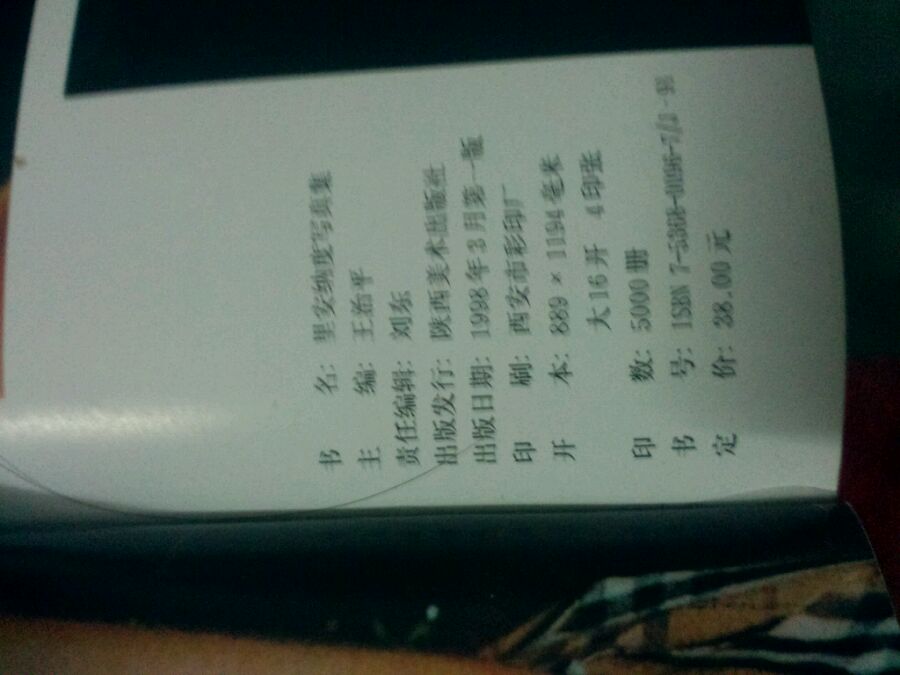 书名：里安纳度写真集
主编：王治平
责任编辑：刘东
出版发行：陕西美术出版社
出版日期：1998年3月第一版
印刷：西安市彩印厂
开本：889×1194毫米
大16开 4印张
印数：5000册
书号：ISBN 7-5368-0096-7/J·91
定价：38.00元